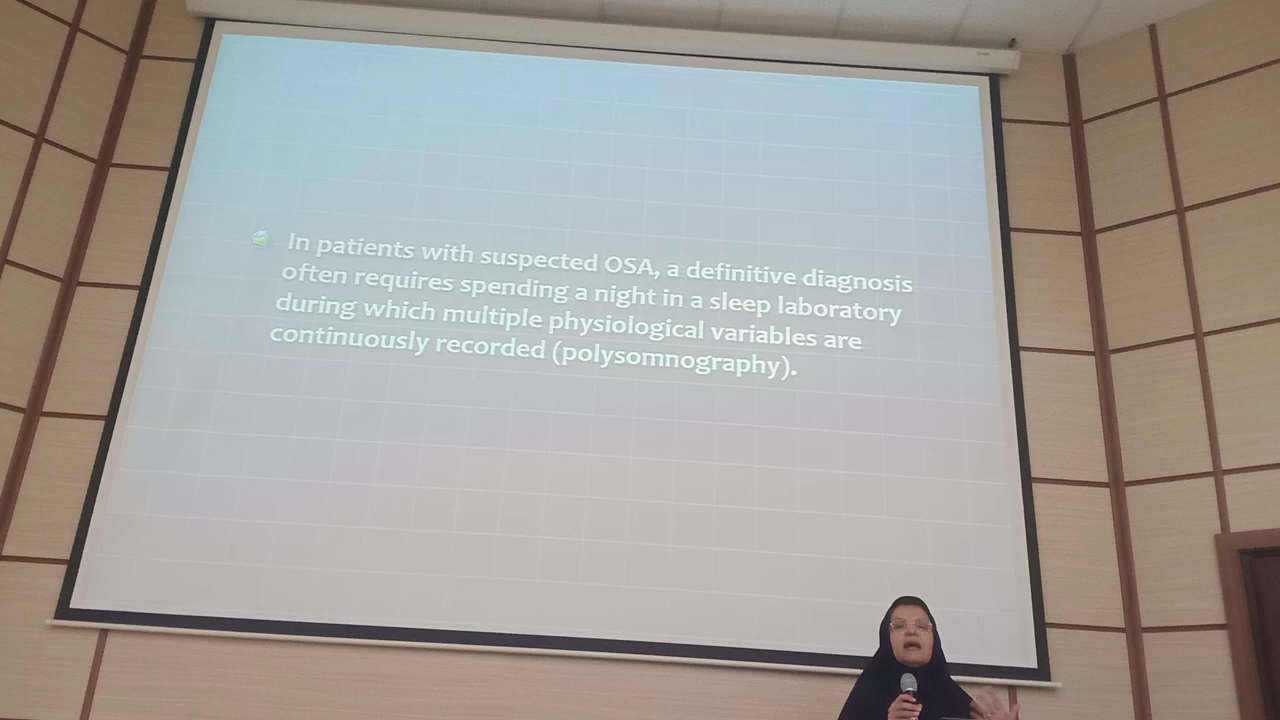 In patients with suspected OSA, a definitive diagnosis
often requires spending a night in a sleep laboratory
during which multiple physiological variables are
continuously recorded (polysomnography).